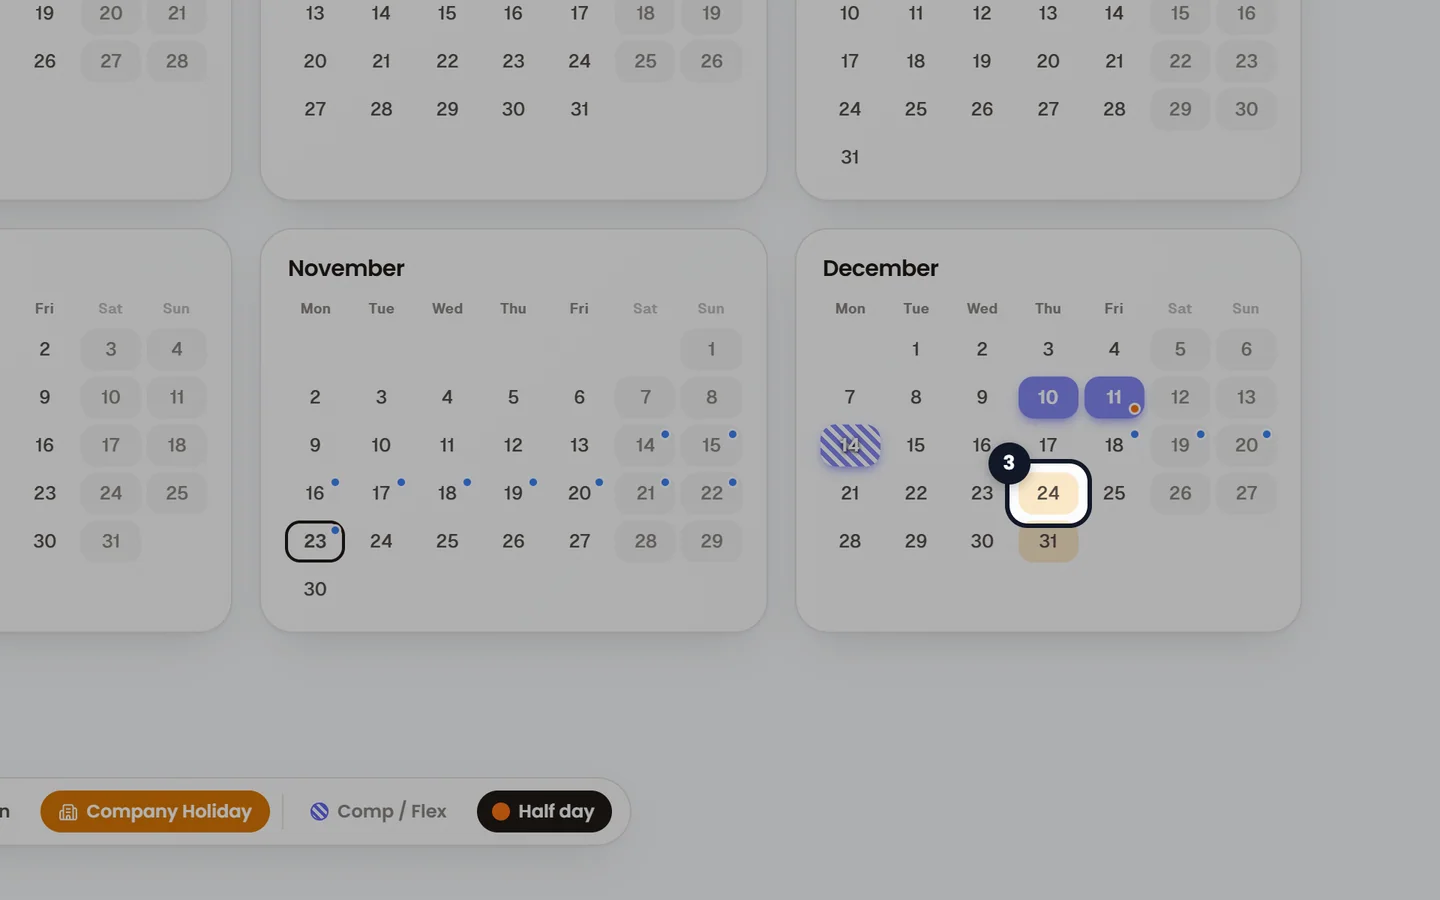 19 20 21
26 27 28
13 14 15 16 17 18 19
20 21 22 23 24 25 26
27 28 29 30 31
10 11 12 13 14 15 16
17 18 19 20 21 22 23
24 25 26 27 28 29 30
31
Fri Sat Sun
2 3 4
9 10 11
16 17 18
23 24 25
30 31
November
Mon Tue Wed Thu Fri Sat Sun
1
2 3 4 5 6 7 8
9 10 11 12 13 14 15
16 17 18 19 20 21 22
23 24 25 26 27 28 29
30
December
Mon Tue Wed Thu Fri Sat Sun
1 2 3 4 5 6
7 8 9 10 11 12 13
14 15 16 17 18 19 20
3
21 22 23 24 25 26 27
28 29 30 31
n Company Holiday Comp / Flex Half day